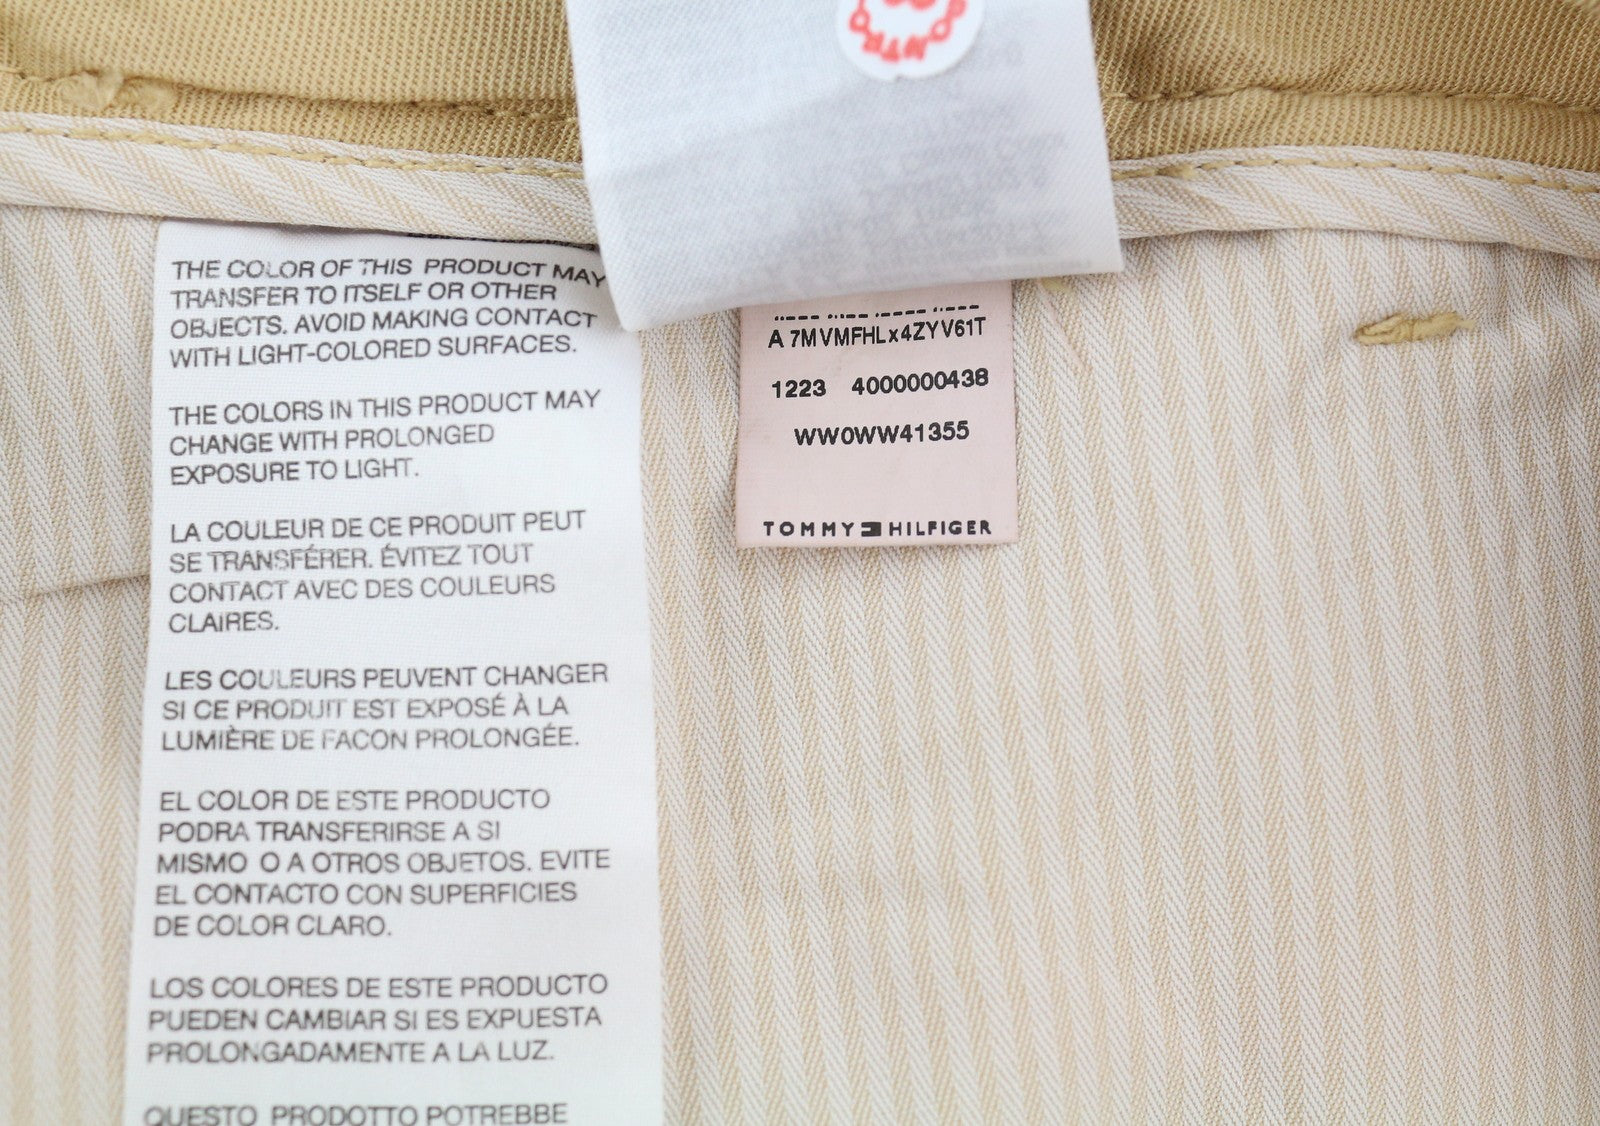 THE COLOR OF THIS PRODUCT MAY
TRANSFER TO ITSELF OR OTHER
OBJECTS. AVOID MAKING CONTACT
WITH LIGHT-COLORED SURFACES.
THE COLORS IN THIS PRODUCT MAY
CHANGE WITH PROLONGED
EXPOSURE TO LIGHT.
LA COULEUR DE CE PRODUIT PEUT
SE TRANSFÉRER. ÉVITEZ TOUT
CONTACT AVEC DES COULEURS
CLAIRES.
LES COULEURS PEUVENT CHANGER
SI CE PRODUIT EST EXPOSÉ À LA
LUMIÈRE DE FACON PROLONGÉE.
EL COLOR DE ESTE PRODUCTO
PODRA TRANSFERIRSE A SI
MISMO O A OTROS OBJETOS. EVITE
EL CONTACTO CON SUPERFICIES
DE COLOR CLARO.
LOS COLORES DE ESTE PRODUCTO
PUEDEN CAMBIAR SI ES EXPUESTA
PROLONGADAMENTE A LA LUZ.
QUESTO PRODOTTO POTREBBE
A 7MVMFHLx4ZYV61T
1223 4000000438
WW0WW41355
TOMMY HILFIGER